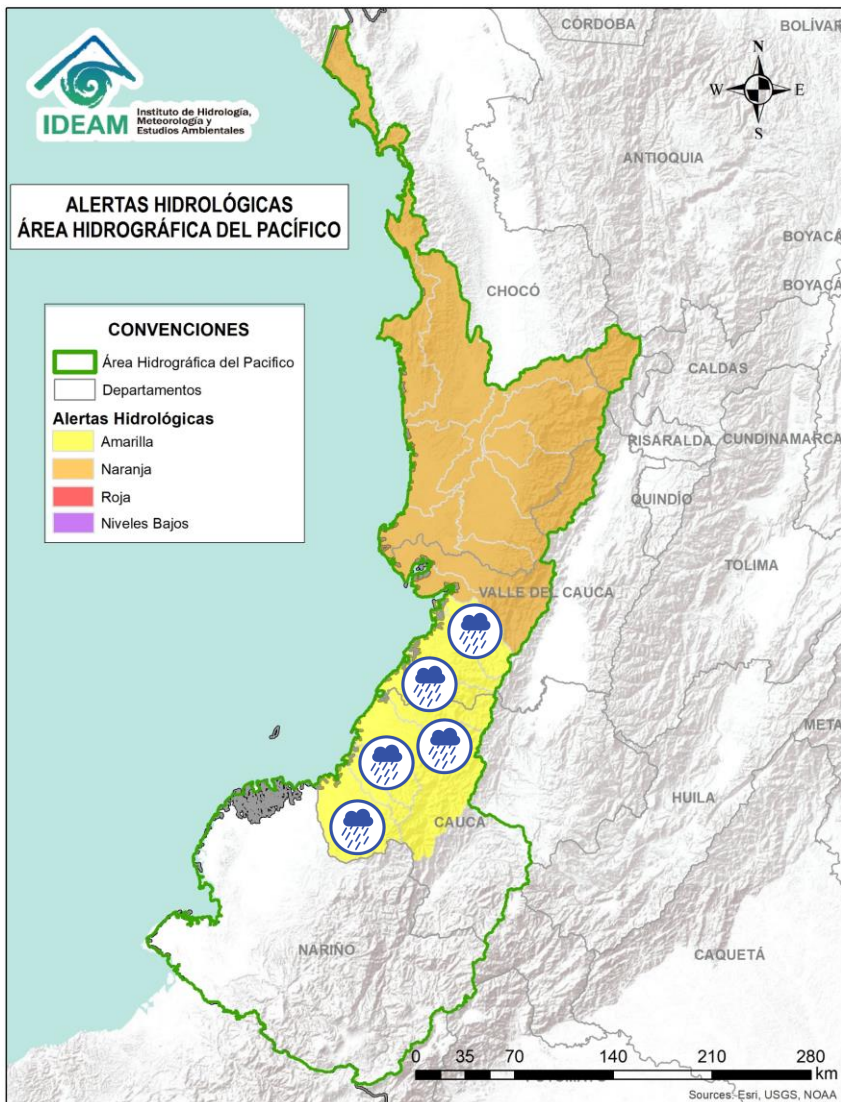 CÓRDOBA
BOLÍVAR
IDEAM
Instituto de Hidrología,
Meteorología y
Estudios Ambientales
N
W E
S
ANTIOQUIA
ALERTAS HIDROLÓGICAS
ÁREA HIDROGRÁFICA DEL PACÍFICO
BOYACÁ
BOYACÁ
CHOCÓ
CONVENCIONES
Área Hidrográfica del Pacifico
Departamentos
Alertas Hidrológicas
Amarilla
Naranja
Roja
Niveles Bajos
CALDAS
RISARALDA
CUNDINAMARCA
QUINDÍO
TOLIMA
VALLE DEL CAUCA
META
HUILA
CAUCA
NARIÑO
CAQUETÁ
0 35 70 140 210 280
km
Sources: Esri, USGS, NOAA